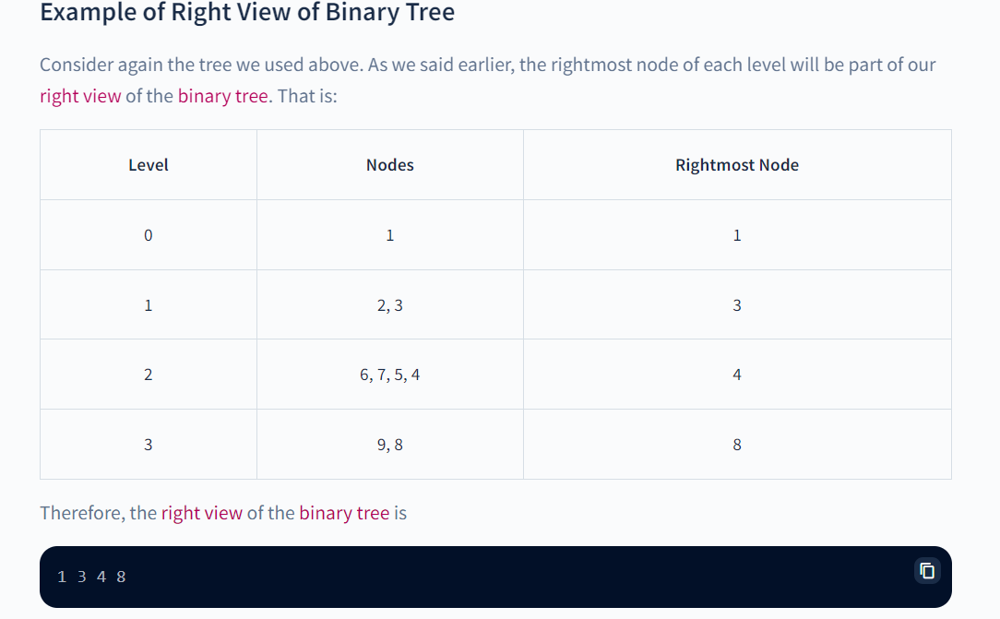 Example of Right View of Binary Tree
Consider again the tree we used above. As we said earlier, the rightmost node of each level will be part of our
right view of the binary tree. That is:
Level Nodes Rightmost Node
0 1 1
1 2, 3 3
2 6, 7, 5, 4 4
3 9, 8 8
Therefore, the right view of the binary tree is
1 3 4 8